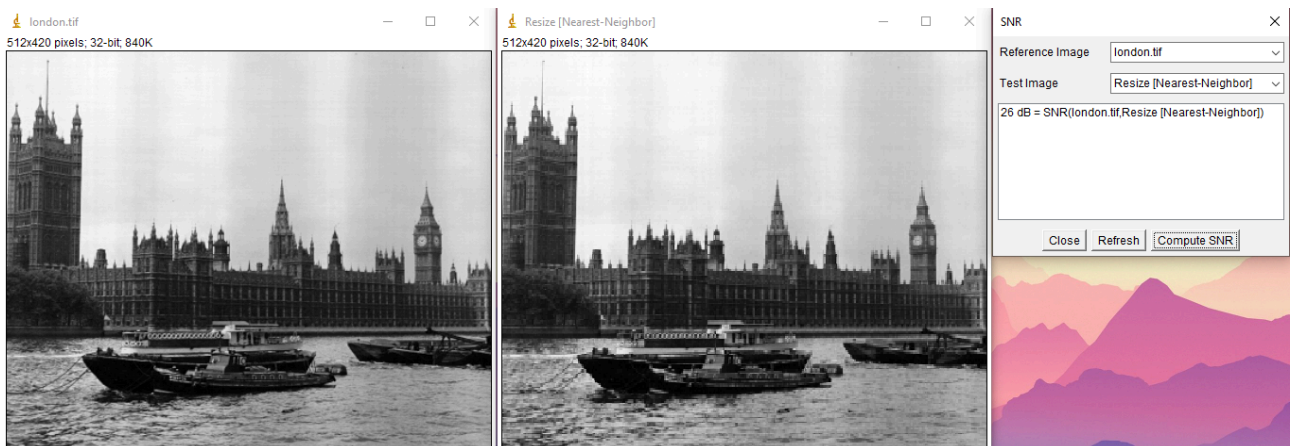 london.tif
512x420 pixels; 32-bit; 840K
Resize [Nearest-Neighbor]
512x420 pixels; 32-bit; 840K
SNR
Reference Image london.tif
Test Image Resize [Nearest-Neighbor]
26 dB = SNR(london.tif,Resize [Nearest-Neighbor])
Close Refresh Compute SNR